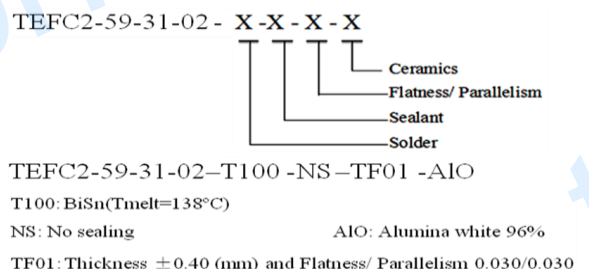 TEFC2-59-31-02 - X -X - X - X
Ceramics
Flatness/ Parallelism
Sealant
Solder
TEFC2-59-31-02–T100 -NS –TF01 -AlO
T100: BiSn(Tmelt=138°C)
NS: No sealing AlO: Alumina white 96%
TF01: Thickness ±0.40 (mm) and Flatness/ Parallelism 0.030/0.030